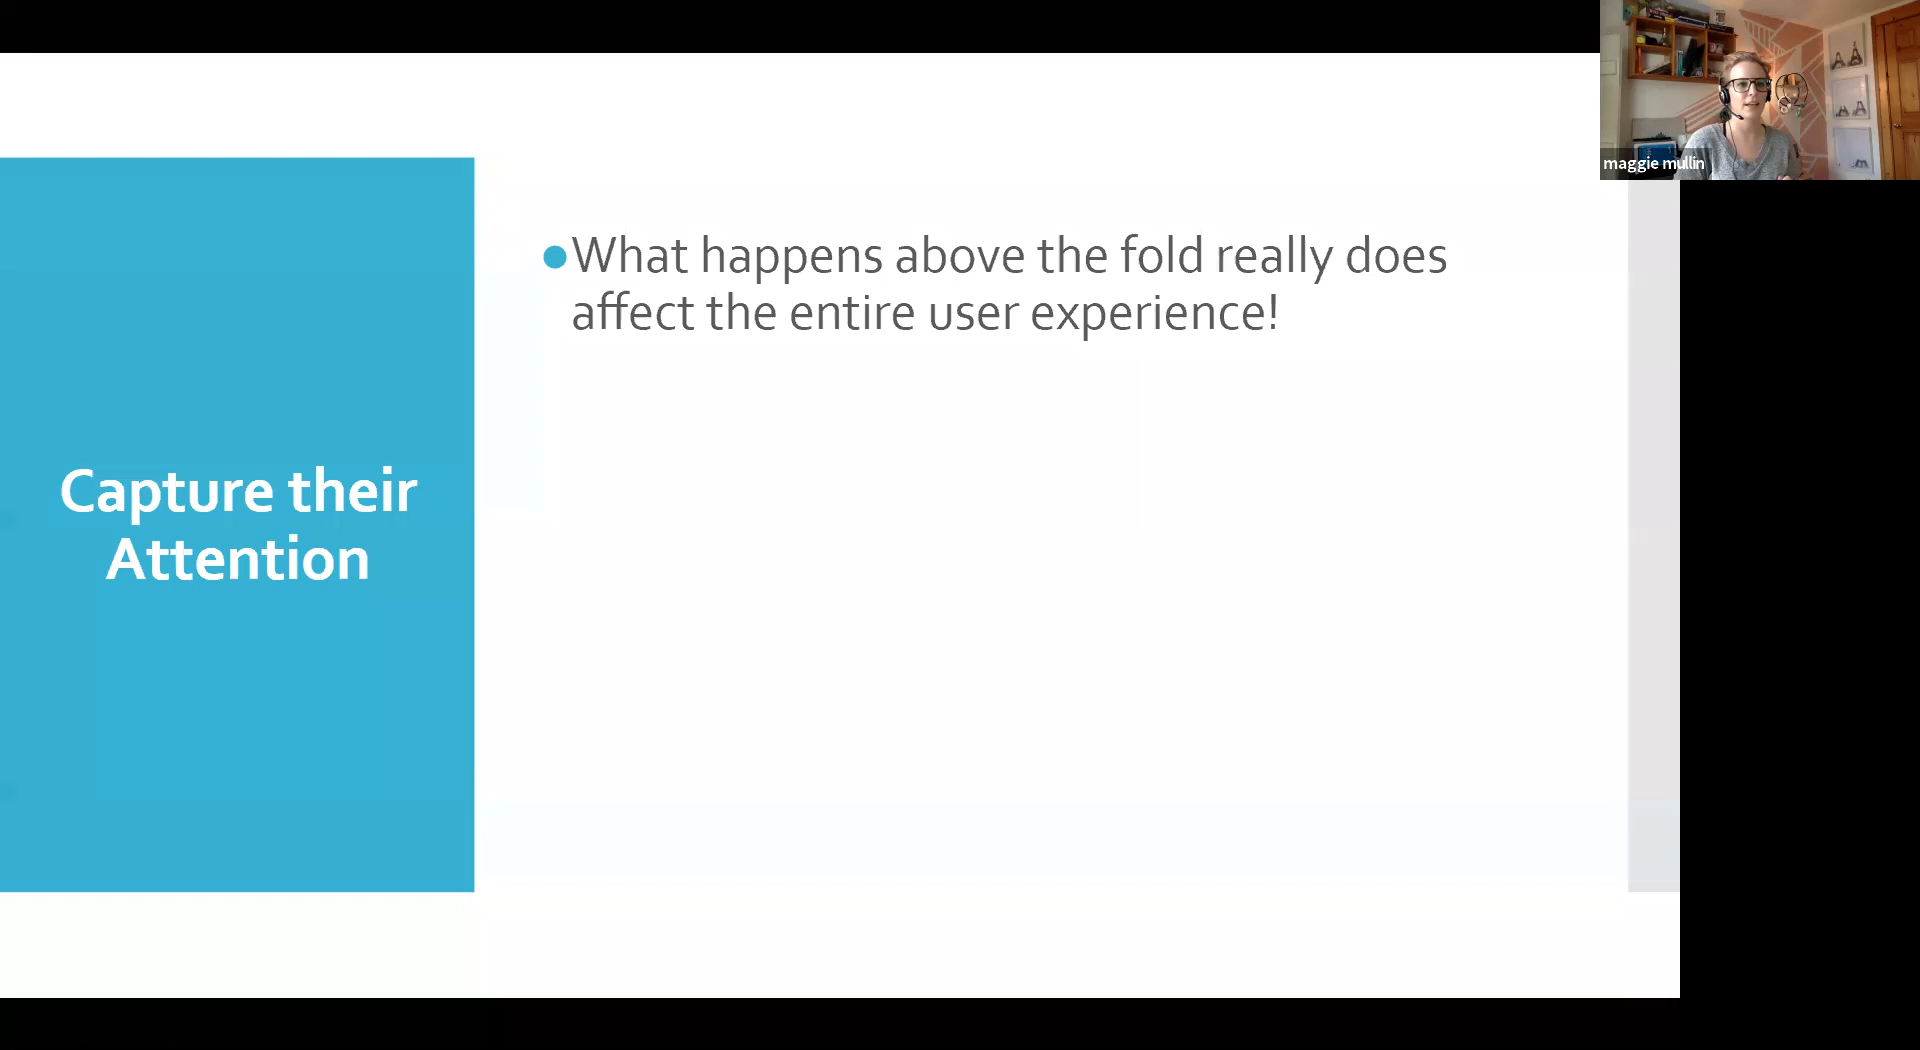 Capture their
Attention
●What happens above the fold really does
affect the entire user experience!
maggie mullin